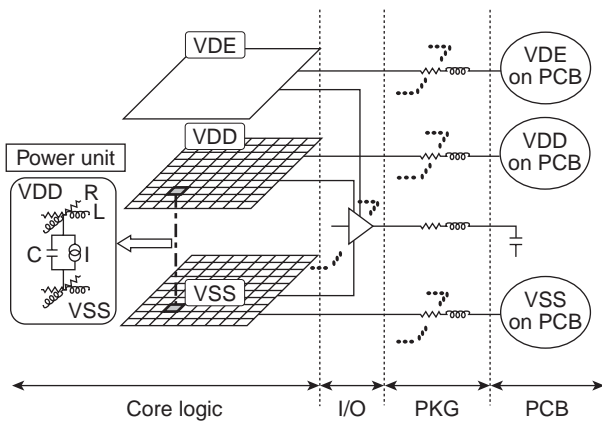 VDE
VDE
on PCB
VDD
VDD
on PCB
Power unit
VDD
R
L
C
I
VSS
VSS
VSS
on PCB
Core logic
I/O
PKG
PCB